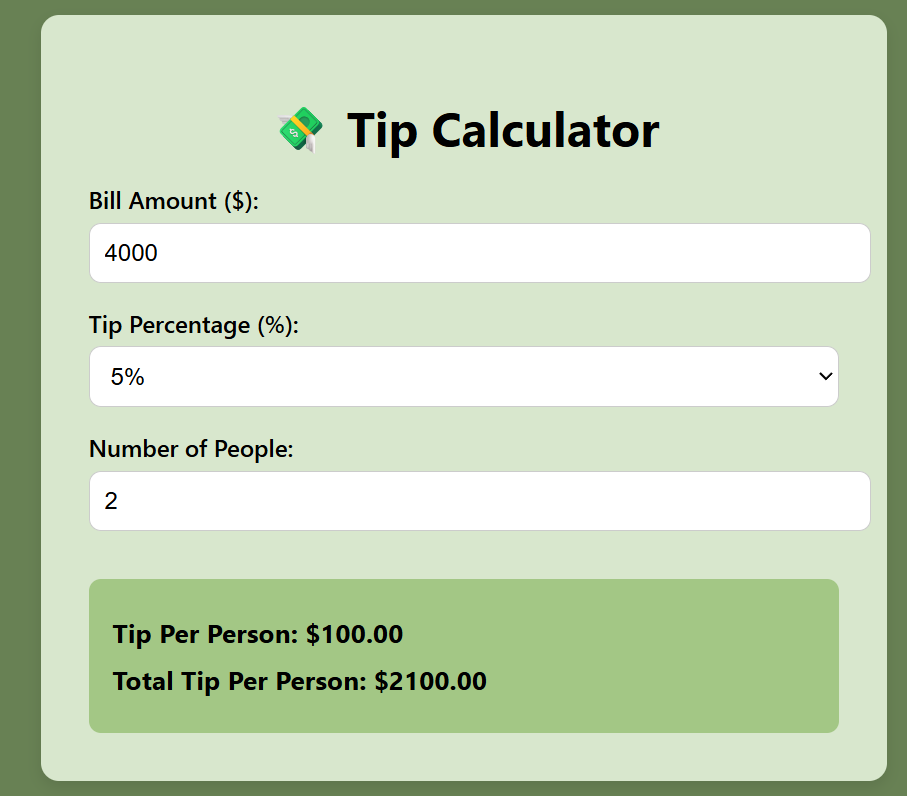 💸 Tip Calculator
Bill Amount ($):
4000
Tip Percentage (%):
5%
Number of People:
2
Tip Per Person: $100.00
Total Tip Per Person: $2100.00